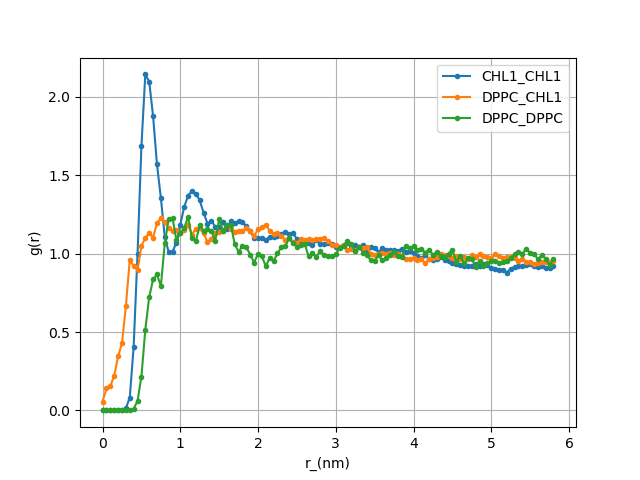 CHL1_CHL1
DPPC_CHL1
DPPC_DPPC
g(r)
2.0
1.5
1.0
0.5
0.0
0 1 2 3 4 5 6
r_(nm)